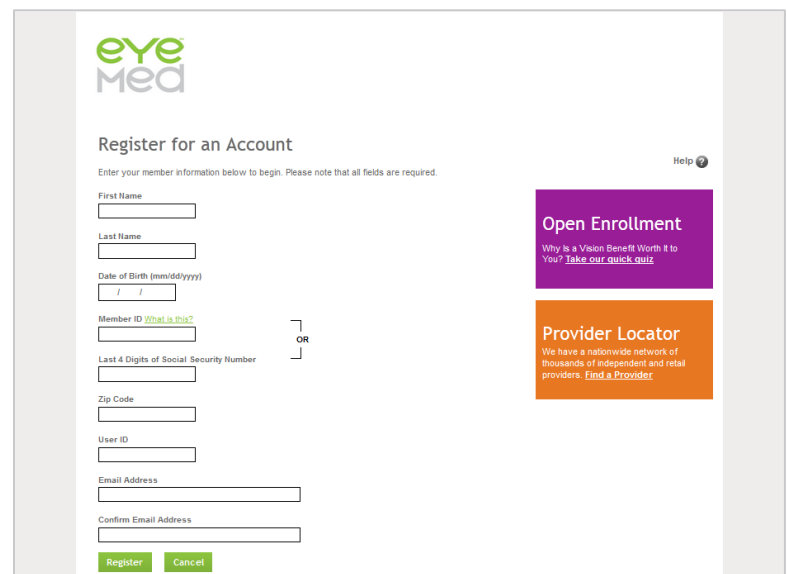 eye
Med
Register for an Account
Help ?
Enter your member information below to begin. Please note that all fields are required.
First Name
Last Name
Date of Birth (mm/dd/yyyy)
/ /
Member ID What is this?
OR
Last 4 Digits of Social Security Number
Zip Code
User ID
Email Address
Confirm Email Address
Register Cancel
Open Enrollment
Why Is a Vision Benefit Worth It to
You? Take our quick quiz
Provider Locator
We have a nationwide network of
thousands of independent and retail
providers. Find a Provider